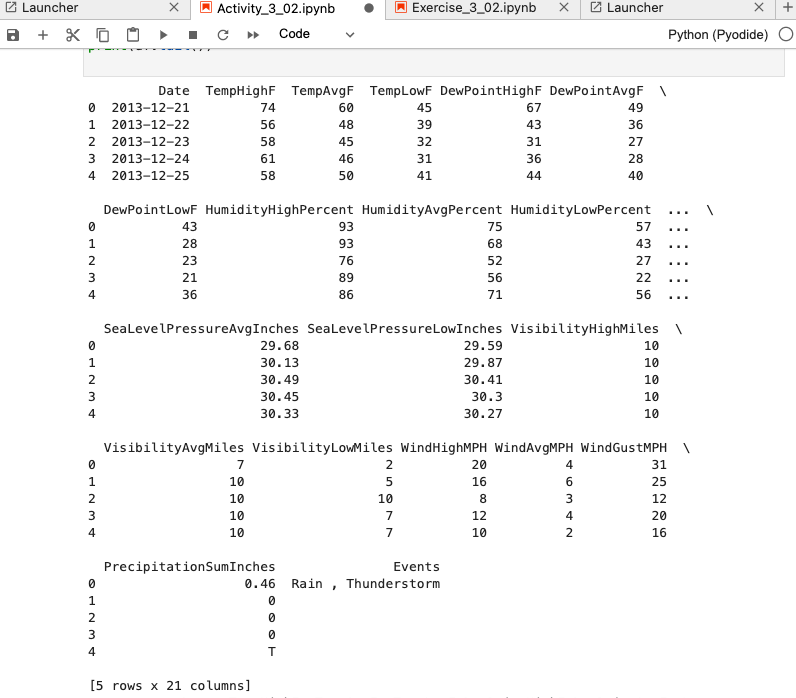 Launcher Activity_3_02.ipynb Exercise_3_02.ipynb Launcher
Code Python (Pyodide)
Date TempHighF TempAvgF TempLowF DewPointHighF DewPointAvgF \
0 2013-12-21 74 60 45 67 49
1 2013-12-22 56 48 39 43 36
2 2013-12-23 58 45 32 31 27
3 2013-12-24 61 46 31 36 28
4 2013-12-25 58 50 41 44 40
DewPointLowF HumidityHighPercent HumidityAvgPercent HumidityLowPercent ... \
0 43 93 75 57 ...
1 28 93 68 43 ...
2 23 76 52 27 ...
3 21 89 56 22 ...
4 36 86 71 56 ...
SeaLevelPressureAvgInches SeaLevelPressureLowInches VisibilityHighMiles \
0 29.68 29.59 10
1 30.13 29.87 10
2 30.49 30.41 10
3 30.45 30.3 10
4 30.33 30.27 10
VisibilityAvgMiles VisibilityLowMiles WindHighMPH WindAvgMPH WindGustMPH \
0 7 2 20 4 31
1 10 5 16 6 25
2 10 10 8 3 12
3 10 7 12 4 20
4 10 7 10 2 16
PrecipitationSumInches Events
0 0.46 Rain , Thunderstorm
1 0
2 0
3 0
4 T
[5 rows x 21 columns]